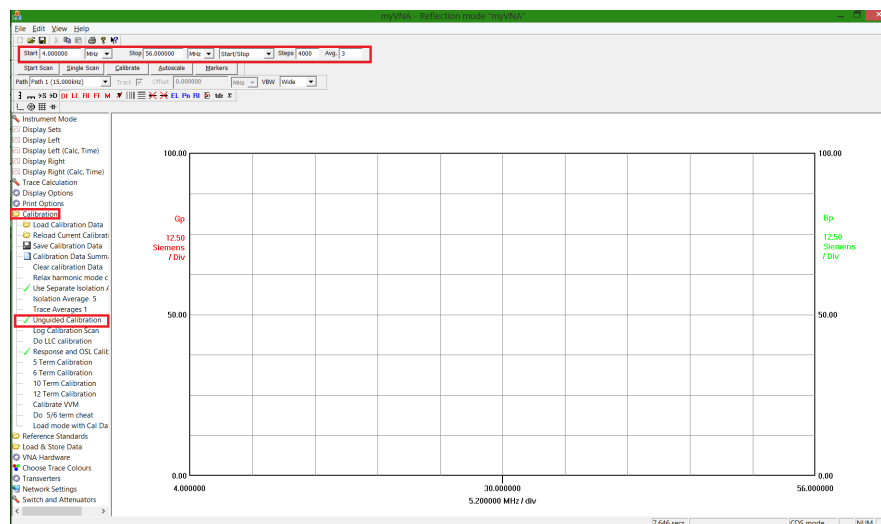 myVNA - Reflection mode "myVNA"
File Edit View Help
Start 4.000000 MHz Stop 56.000000 MHz Start/Stop Steps 4000 Avg. 3
Start Scan Single Scan Calibrate Autoscale Markers
Path Path 1 (15.000kHz) Track Offset 0.000000 MHz VBW Wide
>S >D DI LI RI FI M EL Pn RI tdr
Instrument Mode
Display Sets
Display Left
Display Left (Calc, Time)
Display Right
Display Right (Calc, Time)
Trace Calculation
Display Options
Print Options
Calibration
Load Calibration Data
Reload Current Calibrati
Save Calibration Data
Calibration Data Summ
Clear calibration Data
Relax harmonic mode c
Use Separate Isolation /
Isolation Average 5
Trace Averages 1
Unguided Calibration
Log Calibration Scan
Do LLC calibration
Response and OSL Calib
5 Term Calibration
6 Term Calibration
10 Term Calibration
12 Term Calibration
Calibrate VVM
Do 5/6 term cheat
Load mode with Cal Da
Reference Standards
Load & Store Data
VNA Hardware
Choose Trace Colours
Transverters
Network Settings
Switch and Attenuators
100.00 100.00
Gp Bp
12.50 12.50
Siemens Siemens
/ Div / Div
50.00 50.00
0.00 0.00
4.000000 30.000000 56.000000
5.200000 MHz / div
7.646 secs CDS mode NUM